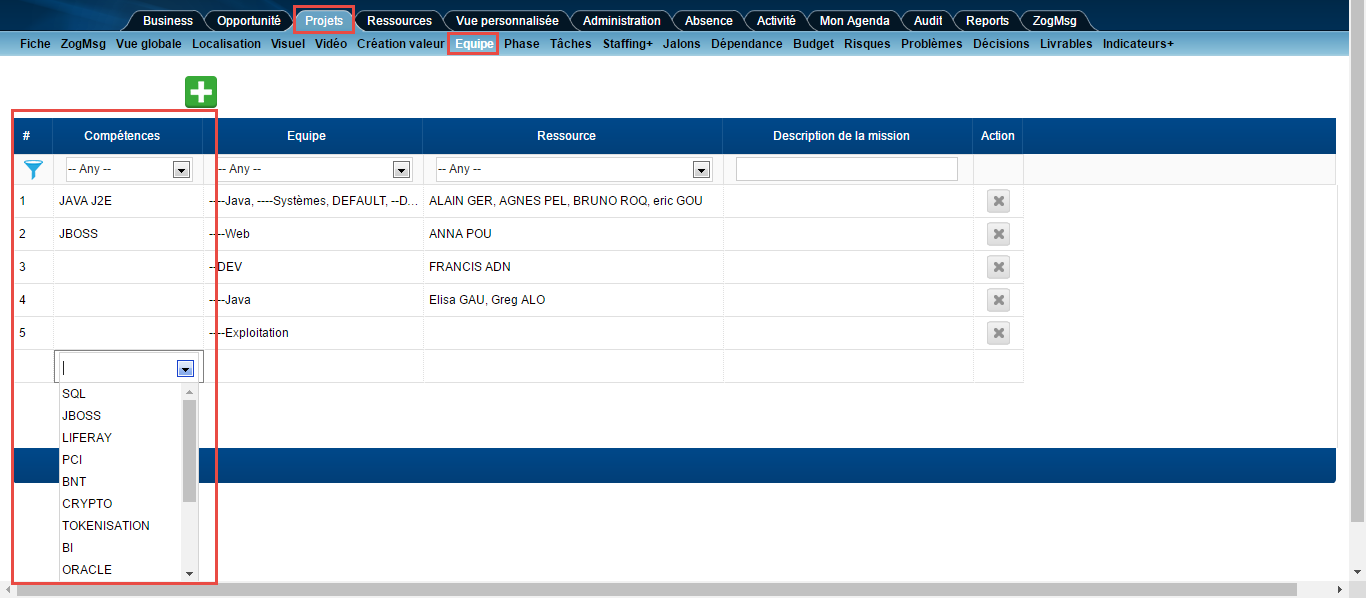 Business Opportunité Projets Ressources Vue personnalisée Administration Absence Activité Mon Agenda Audit Reports ZogMsg
Fiche ZogMsg Vue globale Localisation Visuel Vidéo Création valeur Equipe Phase Tâches Staffing+ Jalons Dépendance Budget Risques Problèmes Décisions Livrables Indicateurs+
# Compétences Equipe Ressource Description de la mission Action
-- Any -- -- Any -- -- Any --
1 JAVA J2E ----Java, ----Systèmes, DEFAULT, --D... ALAIN GER, AGNES PEL, BRUNO ROQ, eric GOU
2 JBOSS ----Web ANNA POU
3 --DEV FRANCIS ADN
4 ----Java Elisa GAU, Greg ALO
5 ----Exploitation
SQL
JBOSS
LIFERAY
PCI
BNT
CRYPTO
TOKENISATION
BI
ORACLE